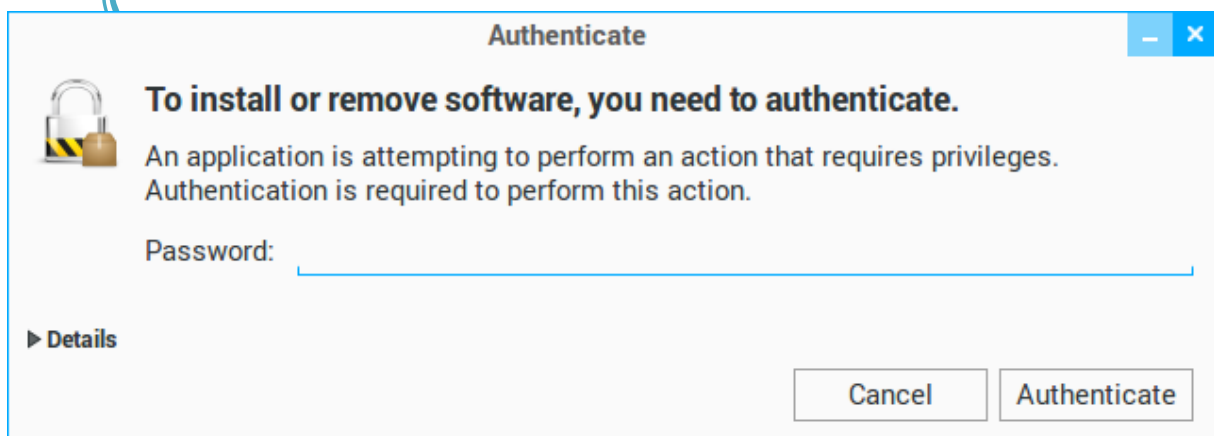 Authenticate
To install or remove software, you need to authenticate.
An application is attempting to perform an action that requires privileges.
Authentication is required to perform this action.
Password:
Details
Cancel Authenticate